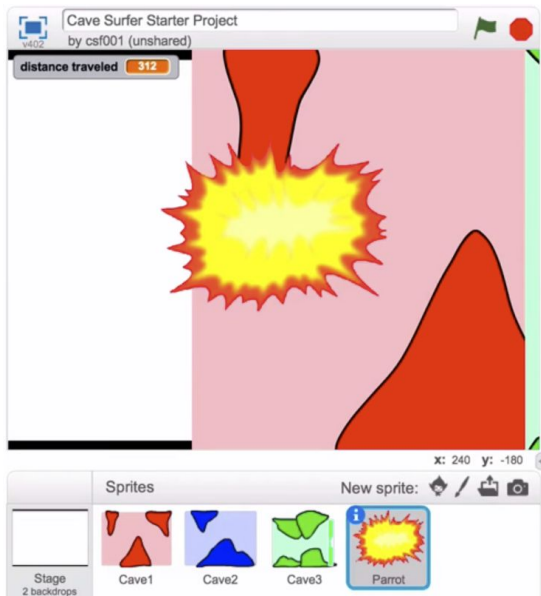 Cave Surfer Starter Project
v402
by csf001 (unshared)
distance traveled 312
x: 240 y: -180
Sprites
New sprite:
Cave1
Cave2
Cave3
Parrot
Stage
2 backdrops